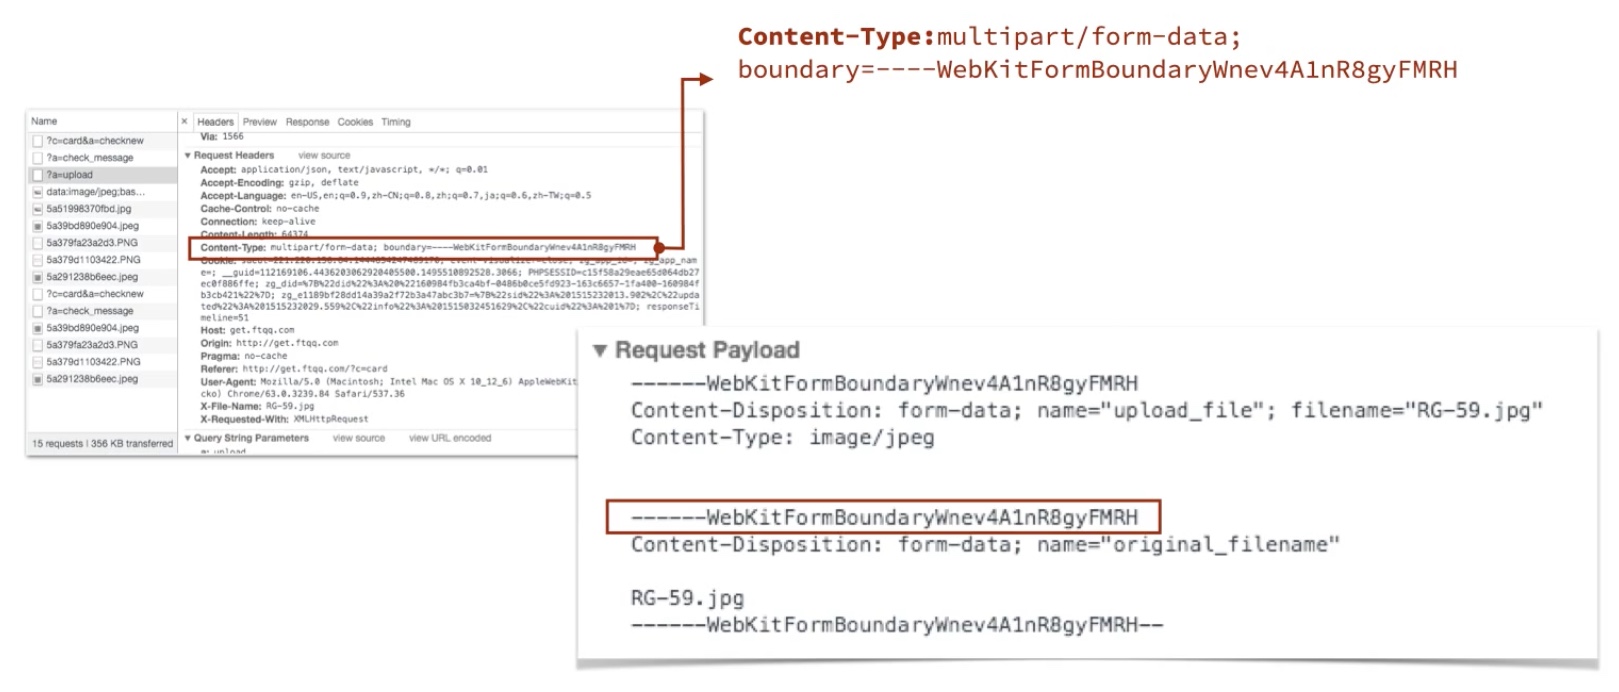 Content-Type:multipart/form-data;
boundary=----WebKitFormBoundaryWnev4A1nR8gyFMRH
Name
?c=card&a=checknew
?a=check_message
?a=upload
data:image/jpeg;bas...
5a51998370fbd.jpg
5a39bd890e904.jpeg
5a379fa23a2d3.PNG
5a379d1103422.PNG
5a291238b6eec.jpeg
?c=card&a=checknew
?a=check_message
5a39bd890e904.jpeg
5a379fa23a2d3.PNG
5a379d1103422.PNG
5a291238b6eec.jpeg
15 requests | 356 KB transferred
× Headers Preview Response Cookies Timing
Via: 1566
▼ Request Headers view source
Accept: application/json, text/javascript, */*; q=0.01
Accept-Encoding: gzip, deflate
Accept-Language: en-US,en;q=0.9,zh-CN;q=0.8,zh;q=0.7,ja;q=0.6,zh-TW;q=0.5
Cache-Control: no-cache
Connection: keep-alive
Content-Length: 64374
Content-Type: multipart/form-data; boundary=----WebKitFormBoundaryWnev4A1nR8gyFMRH
e=; __guid=112169106.4436203062920405500.1495510892528.3066; PHPSESSID=c15f58a29eae65d064db27
ec0f886ffe; zg_did=%7B%22did%22%3A%20%22160984fb3ca4bf-0486b0ce5fd923-163c6657-1fa400-160984f
b3cb421%22%7D; zg_e1189bf28dd14a39a2f72b3a47abc3b7=%7B%22sid%22%3A%201515232013.902%2C%22upda
ted%22%3A%201515232029.559%2C%22info%22%3A%201515032451629%2C%22cuid%22%3A%201%7D; responseTi
meline=51
Host: get.ftqq.com
Origin: http://get.ftqq.com
Pragma: no-cache
Referer: http://get.ftqq.com/?c=card
User-Agent: Mozilla/5.0 (Macintosh; Intel Mac OS X 10_12_6) AppleWebKit
cko) Chrome/63.0.3239.84 Safari/537.36
X-File-Name: RG-59.jpg
X-Requested-With: XMLHttpRequest
▼ Query String Parameters view source view URL encoded
a: upload
▼ Request Payload
------WebKitFormBoundaryWnev4A1nR8gyFMRH
Content-Disposition: form-data; name="upload_file"; filename="RG-59.jpg"
Content-Type: image/jpeg
------WebKitFormBoundaryWnev4A1nR8gyFMRH
Content-Disposition: form-data; name="original_filename"
RG-59.jpg
------WebKitFormBoundaryWnev4A1nR8gyFMRH--